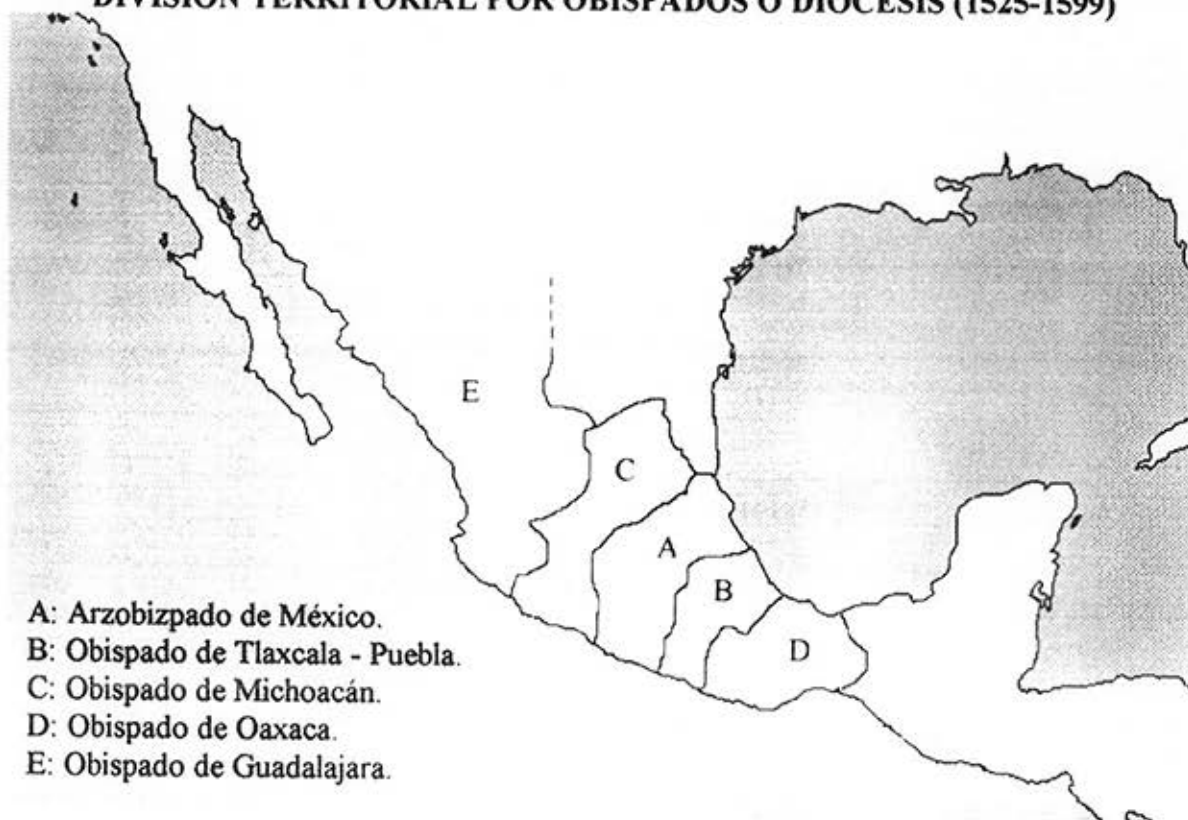 DIVISIÓN TERRITORIAL POR OBISPADOS O DIÓCESIS (1525-1599)
E
C
A
B
D
A: Arzobizpado de México.
B: Obispado de Tlaxcala - Puebla.
C: Obispado de Michoacán.
D: Obispado de Oaxaca.
E: Obispado de Guadalajara.